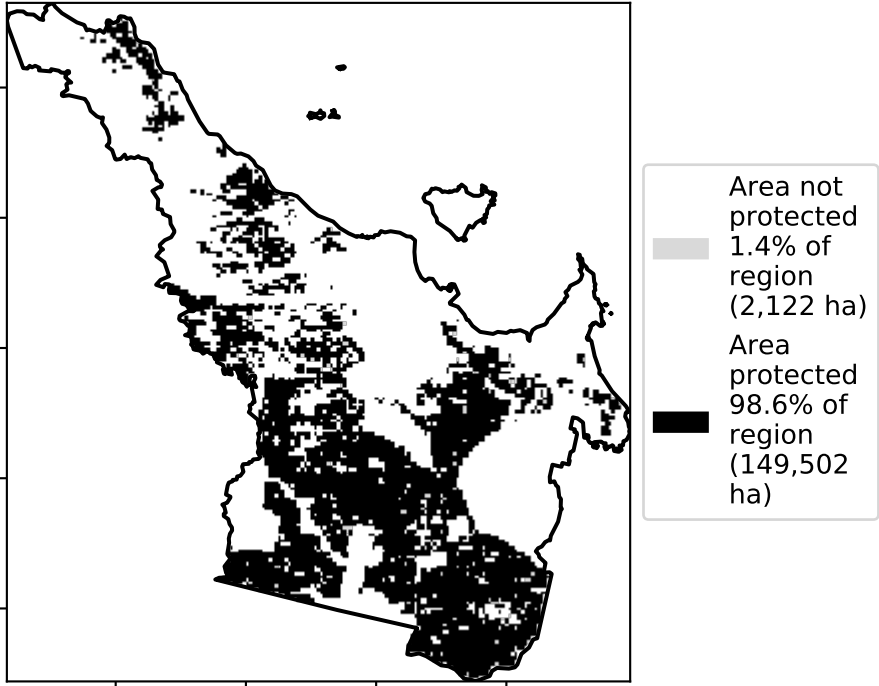 Area not
protected
1.4% of
region
(2,122 ha)
Area
protected
98.6% of
region
(149,502
ha)